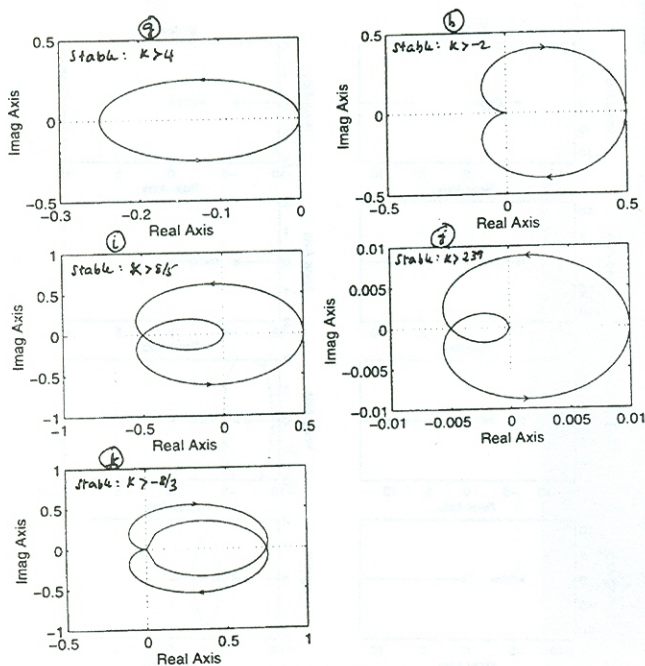 g
Stable: K>4
0.5
0
-0.5
-0.3 -0.2 -0.1 0
Imag Axis
Real Axis
h
Stable: K>-2
0.5
0
-0.5
-0.5 0 0.5
Imag Axis
Real Axis
i
Stable: K>8/5
1
0.5
0
-0.5
-1
-1 -0.5 0 0.5
Imag Axis
Real Axis
j
Stable: K>239
0.01
0.005
0
-0.005
-0.01
-0.01 -0.005 0 0.005 0.01
Imag Axis
Real Axis
k
Stable: K>-8/3
1
0.5
0
-0.5
-1
-0.5 0 0.5 1
Imag Axis
Real Axis